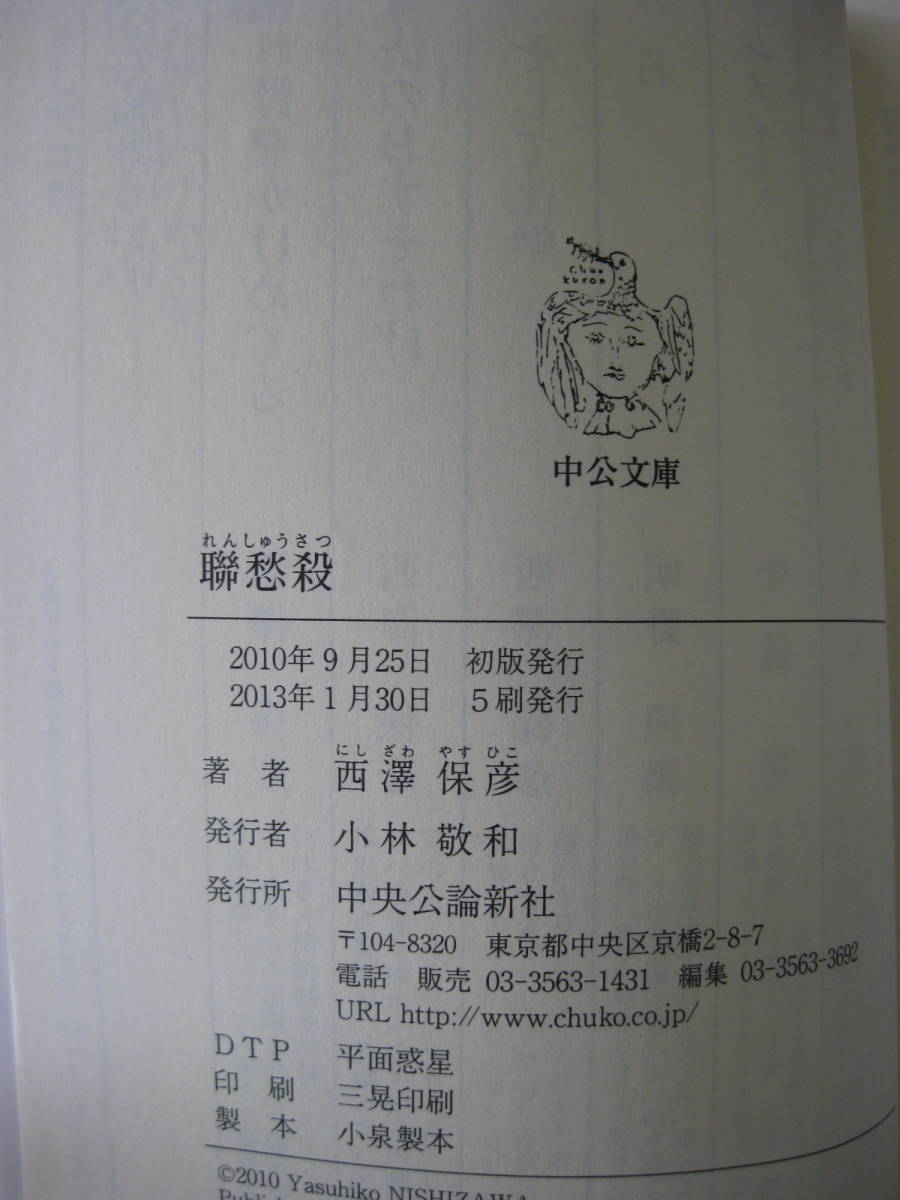 Chuo
Kuron
中公文庫
れんしゅうさつ
聯愁殺
2010年9月25日 初版発行
2013年1月30日 5刷発行
にし ざわ やす ひこ
著者 西澤 保彦
発行者 小林 敬和
発行所 中央公論新社
〒104-8320 東京都中央区京橋2-8-7
電話 販売 03-3563-1431 編集 03-3563-3692
URL http://www.chuko.co.jp/
DTP 平面惑星
印刷 三晃印刷
製本 小泉製本
©2010 Yasuhiko NISHIZAWA